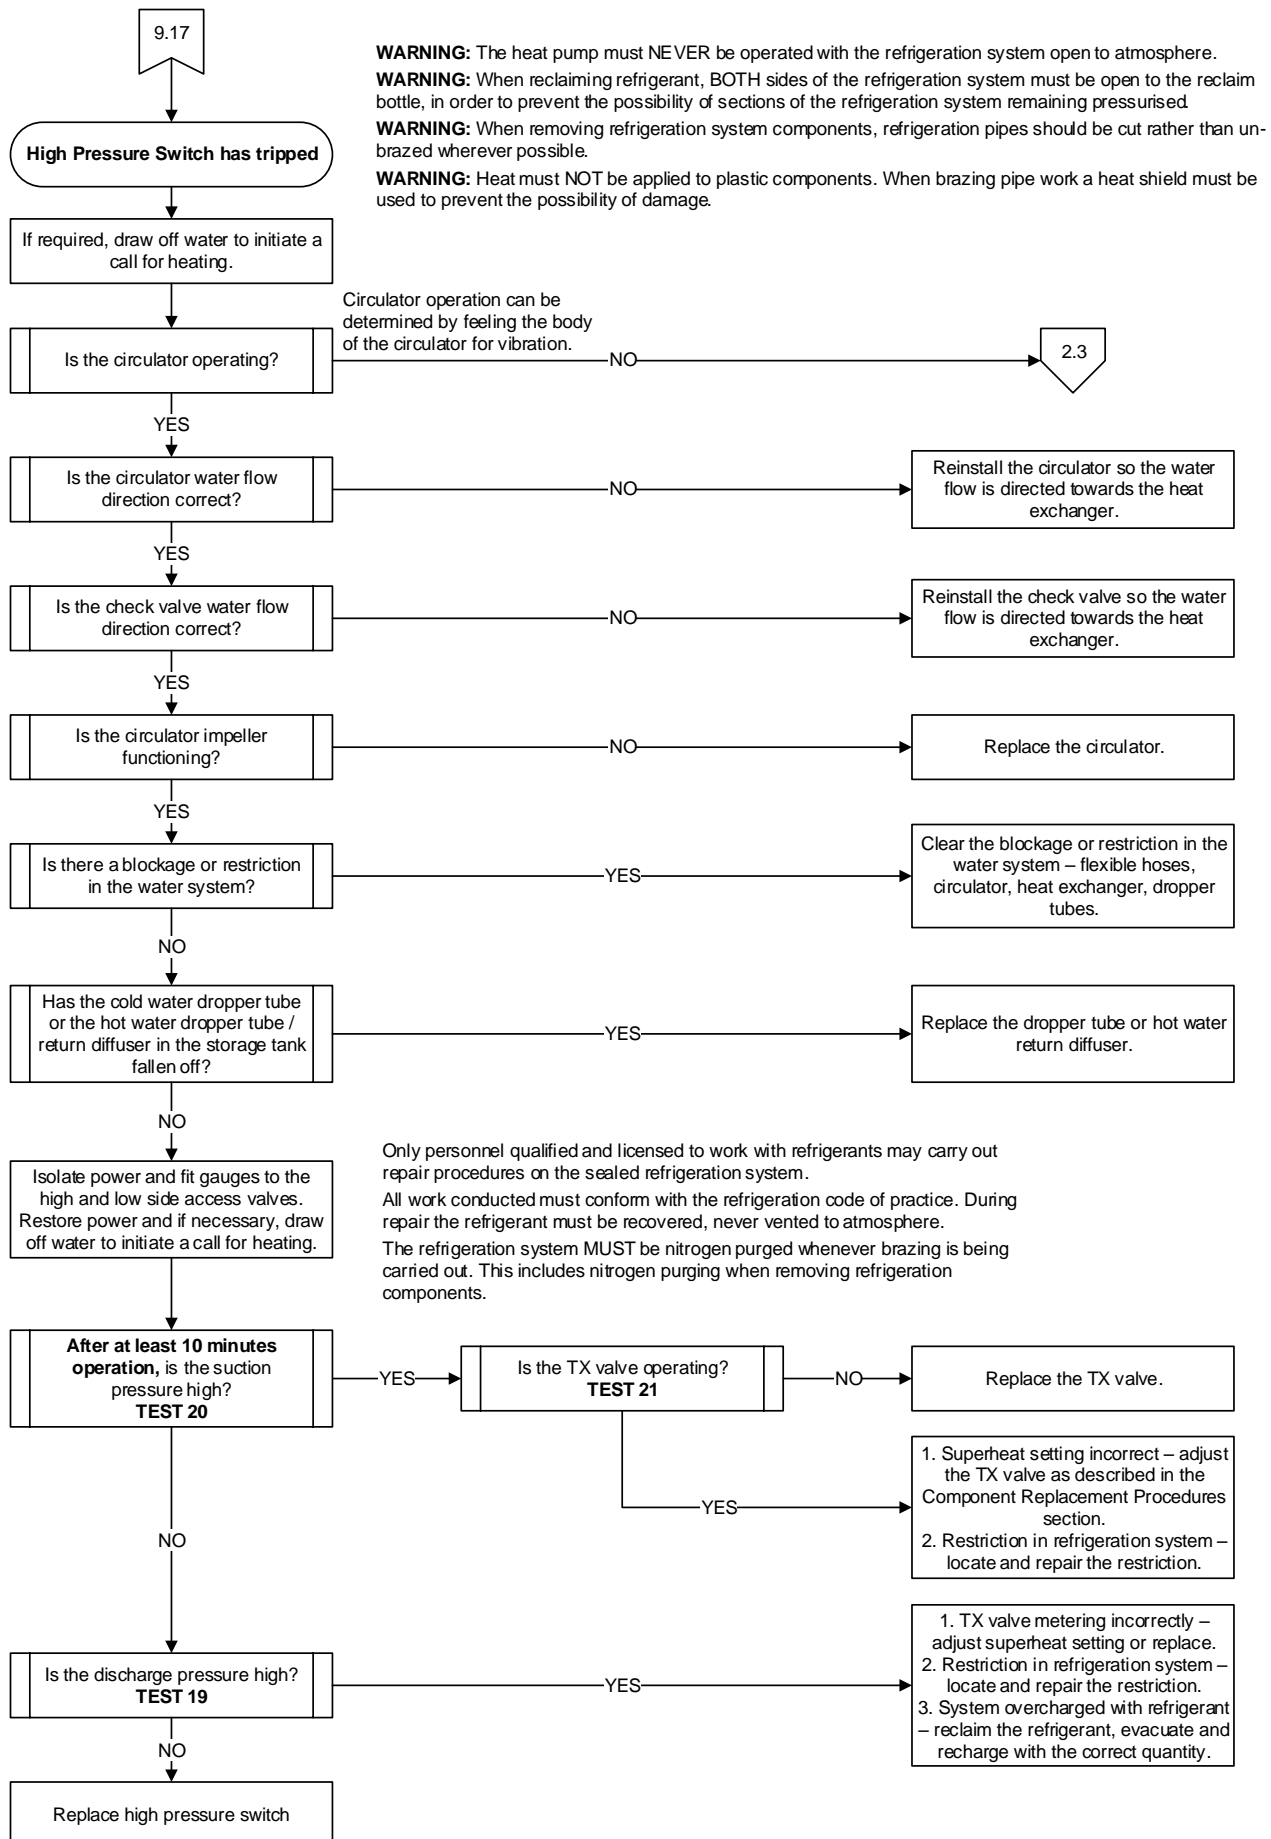 9.17
WARNING: The heat pump must NEVER be operated with the refrigeration system open to atmosphere.
WARNING: When reclaiming refrigerant, BOTH sides of the refrigeration system must be open to the reclaim
bottle, in order to prevent the possibility of sections of the refrigeration system remaining pressurised.
WARNING: When removing refrigeration system components, refrigeration pipes should be cut rather than un-
brazed wherever possible.
WARNING: Heat must NOT be applied to plastic components. When brazing pipe work a heat shield must be
used to prevent the possibility of damage.
High Pressure Switch has tripped
If required, draw off water to initiate a
call for heating.
Circulator operation can be
determined by feeling the body
of the circulator for vibration.
Is the circulator operating?
NO
2.3
YES
Is the circulator water flow
direction correct?
NO
Reinstall the circulator so the water
flow is directed towards the heat
exchanger.
YES
Is the check valve water flow
direction correct?
NO
Reinstall the check valve so the water
flow is directed towards the heat
exchanger.
YES
Is the circulator impeller
functioning?
NO
Replace the circulator.
YES
Is there a blockage or restriction
in the water system?
YES
Clear the blockage or restriction in the
water system – flexible hoses,
circulator, heat exchanger, dropper
tubes.
NO
Has the cold water dropper tube
or the hot water dropper tube /
return diffuser in the storage tank
fallen off?
YES
Replace the dropper tube or hot water
return diffuser.
NO
Isolate power and fit gauges to the
high and low side access valves.
Restore power and if necessary, draw
off water to initiate a call for heating.
Only personnel qualified and licensed to work with refrigerants may carry out
repair procedures on the sealed refrigeration system.
All work conducted must conform with the refrigeration code of practice. During
repair the refrigerant must be recovered, never vented to atmosphere.
The refrigeration system MUST be nitrogen purged whenever brazing is being
carried out. This includes nitrogen purging when removing refrigeration
components.
After at least 10 minutes
operation, is the suction
pressure high?
TEST 20
YES
Is the TX valve operating?
TEST 21
NO
Replace the TX valve.
YES
1. Superheat setting incorrect – adjust
the TX valve as described in the
Component Replacement Procedures
section.
2. Restriction in refrigeration system –
locate and repair the restriction.
NO
Is the discharge pressure high?
TEST 19
YES
1. TX valve metering incorrectly –
adjust superheat setting or replace.
2. Restriction in refrigeration system –
locate and repair the restriction.
3. System overcharged with refrigerant
– reclaim the refrigerant, evacuate and
recharge with the correct quantity.
NO
Replace high pressure switch